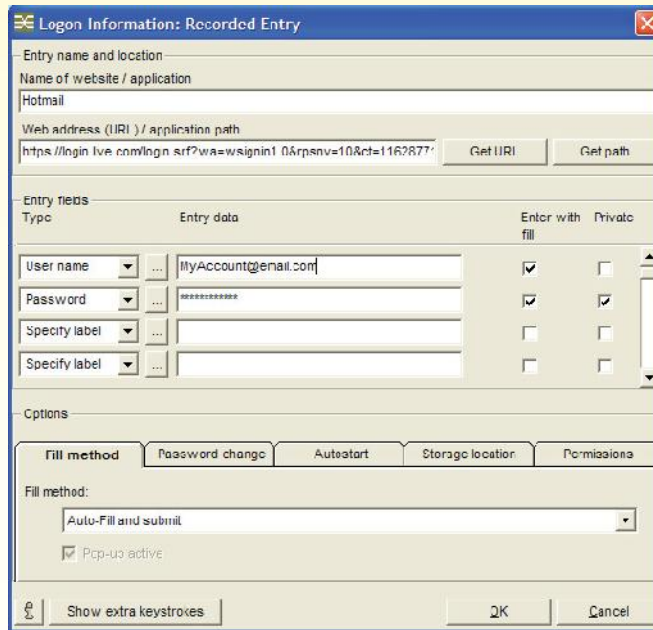 Logon Information: Recorded Entry
Entry name and location
Name of website / application
Hotmail
Web address (URL) / application path
https://login.live.com/login.srf?wa=wsignin1.0&rpsnv=10&ct=11628771
Get URL
Get path
Entry fields
Type
Entry data
Enter with fill
Private
User name
...
MyAccount@email.com
Password
...
************
Specify label
...
Specify label
...
Options
Fill method
Password change
Autostart
Storage location
Permissions
Fill method:
Auto-Fill and submit
Pop-up active
Show extra keystrokes
OK
Cancel